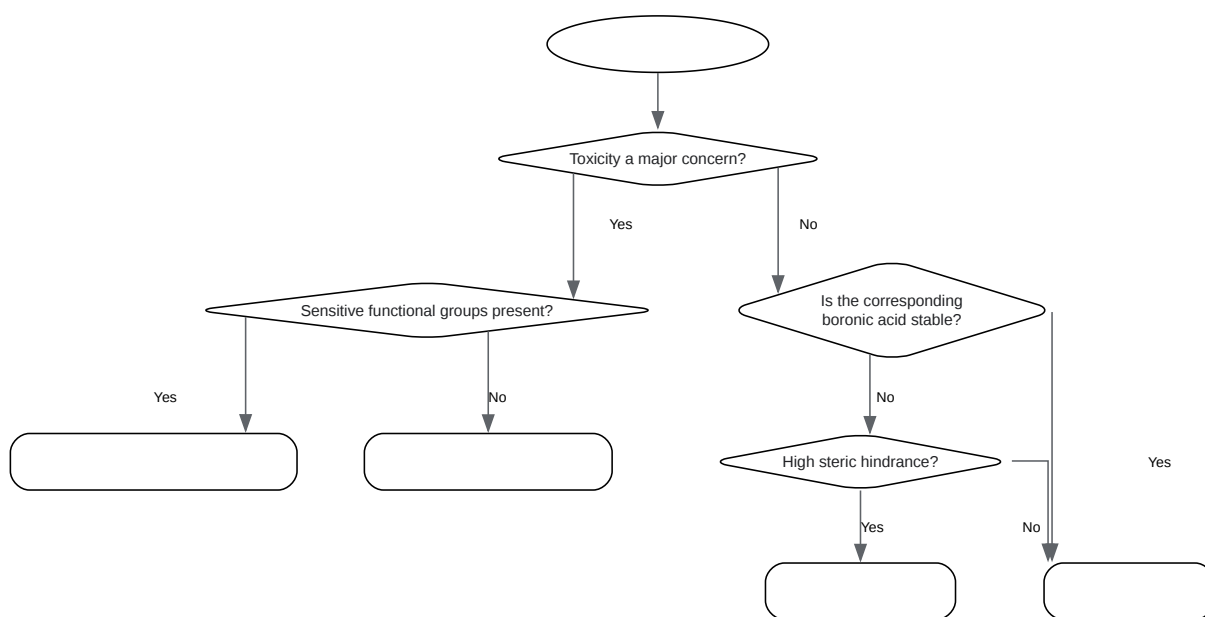 Toxicity a major concern?
Yes
No
Sensitive functional groups present?
Is the corresponding
boronic acid stable?
Yes
No
No
High steric hindrance?
Yes
Yes
No